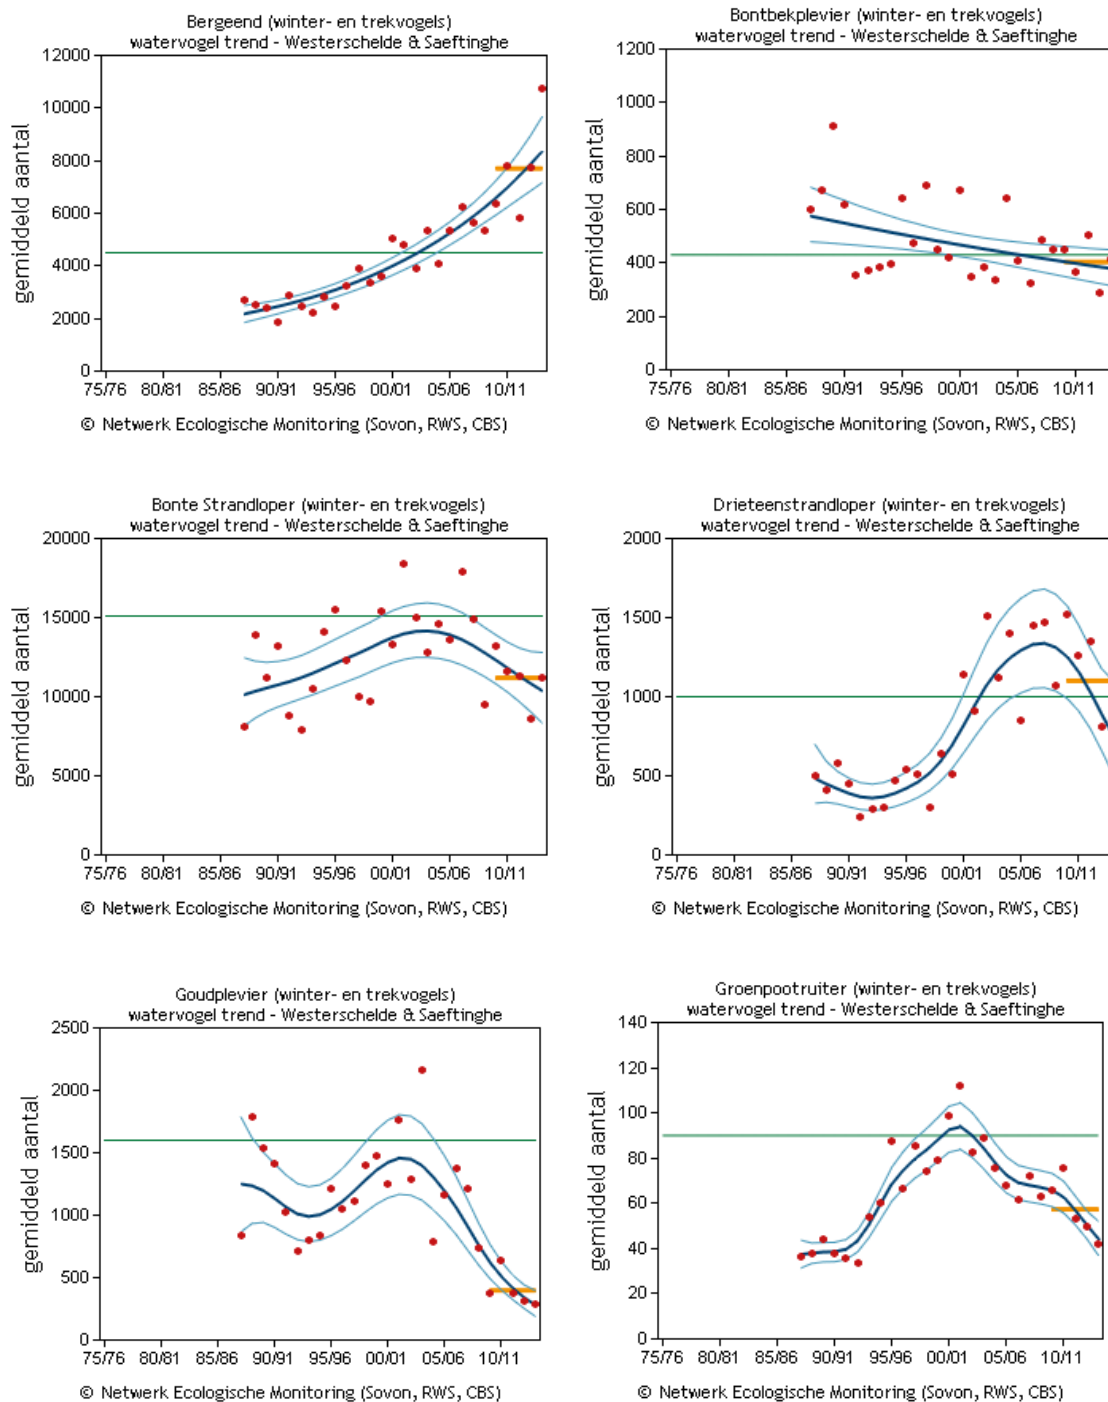 Bergeend (winter- en trekvogels)
watervogel trend - Westerschelde & Saeftinghe
gemiddeld aantal
12000
10000
8000
6000
4000
2000
0
75/76 80/81 85/86 90/91 95/96 00/01 05/06 10/11
© Netwerk Ecologische Monitoring (Sovon, RWS, CBS)
Bontbekplevier (winter- en trekvogels)
watervogel trend - Westerschelde & Saeftinghe
gemiddeld aantal
1200
1000
800
600
400
200
0
75/76 80/81 85/86 90/91 95/96 00/01 05/06 10/11
© Netwerk Ecologische Monitoring (Sovon, RWS, CBS)
Bonte Strandloper (winter- en trekvogels)
watervogel trend - Westerschelde & Saeftinghe
gemiddeld aantal
20000
15000
10000
5000
0
75/76 80/81 85/86 90/91 95/96 00/01 05/06 10/11
© Netwerk Ecologische Monitoring (Sovon, RWS, CBS)
Drieteenstrandloper (winter- en trekvogels)
watervogel trend - Westerschelde & Saeftinghe
gemiddeld aantal
2000
1500
1000
500
0
75/76 80/81 85/86 90/91 95/96 00/01 05/06 10/11
© Netwerk Ecologische Monitoring (Sovon, RWS, CBS)
Goudplevier (winter- en trekvogels)
watervogel trend - Westerschelde & Saeftinghe
gemiddeld aantal
2500
2000
1500
1000
500
0
75/76 80/81 85/86 90/91 95/96 00/01 05/06 10/11
© Netwerk Ecologische Monitoring (Sovon, RWS, CBS)
Groenpootruiter (winter- en trekvogels)
watervogel trend - Westerschelde & Saeftinghe
gemiddeld aantal
140
120
100
80
60
40
20
0
75/76 80/81 85/86 90/91 95/96 00/01 05/06 10/11
© Netwerk Ecologische Monitoring (Sovon, RWS, CBS)